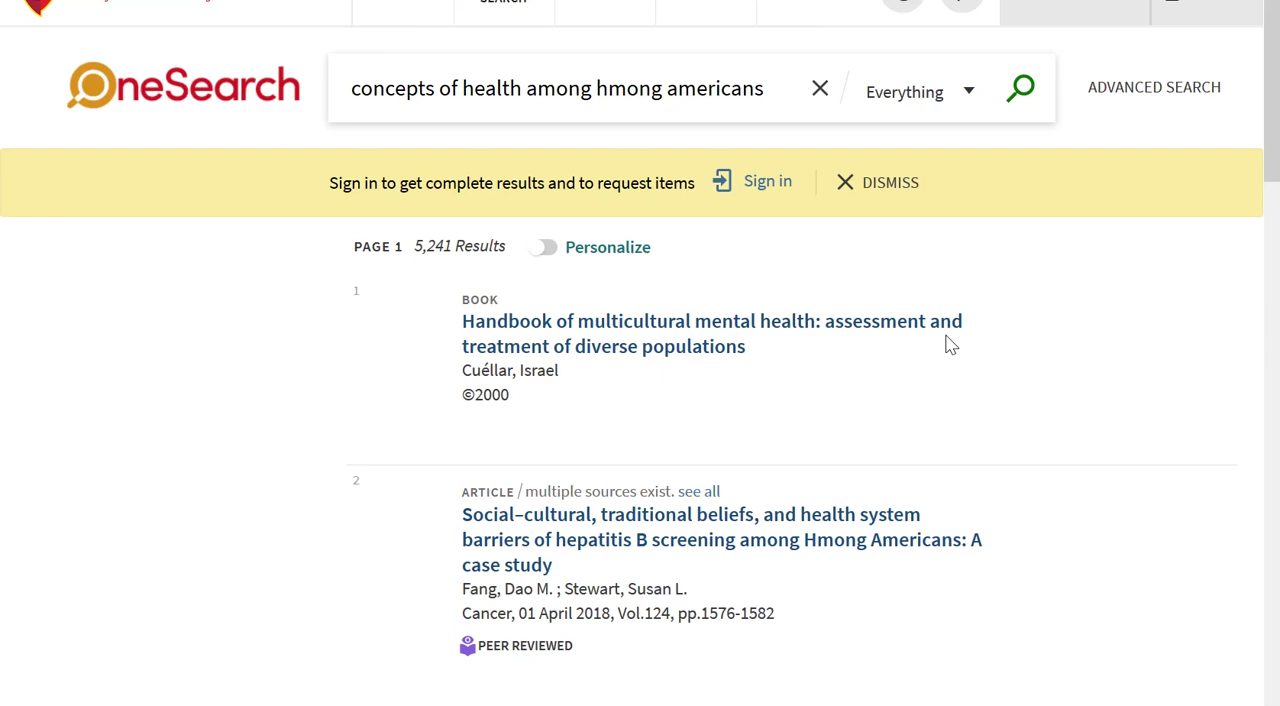 SEARCH
OneSearch
concepts of health among hmong americans
Everything
ADVANCED SEARCH
Sign in to get complete results and to request items
Sign in
DISMISS
PAGE 1 5,241 Results
Personalize
1
BOOK
Handbook of multicultural mental health: assessment and
treatment of diverse populations
Cuéllar, Israel
©2000
2
ARTICLE / multiple sources exist. see all
Social–cultural, traditional beliefs, and health system
barriers of hepatitis B screening among Hmong Americans: A
case study
Fang, Dao M. ; Stewart, Susan L.
Cancer, 01 April 2018, Vol.124, pp.1576-1582
PEER REVIEWED